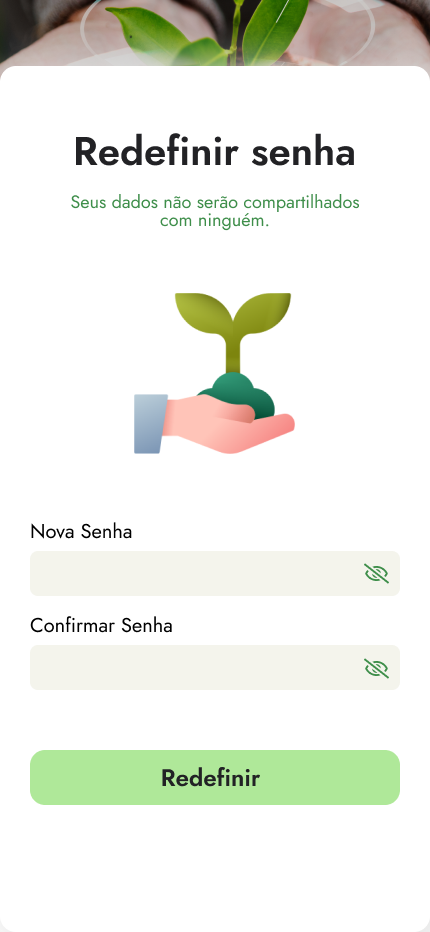 Redefinir senha
Seus dados não serão compartilhados
com ninguém.
Nova Senha
Confirmar Senha
Redefinir